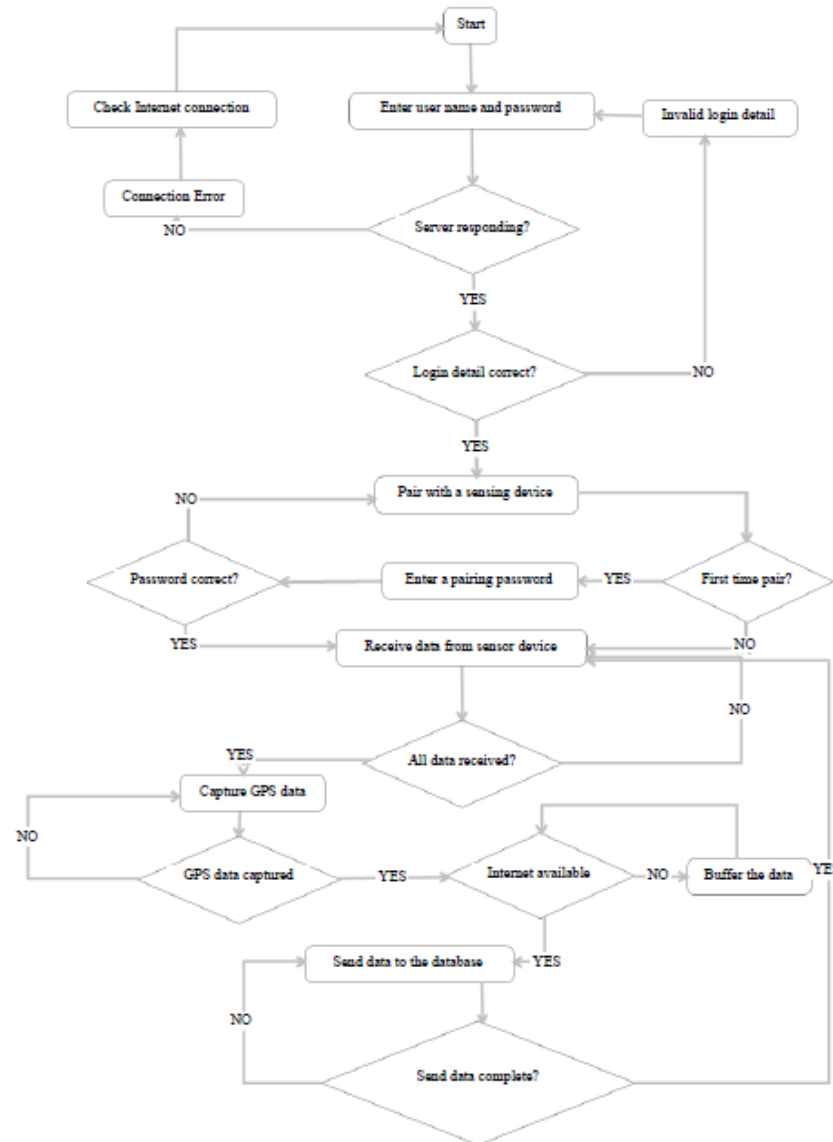 Start
Check Internet connection
Enter user name and password
Invalid login detail
Connection Error
Server responding?
NO
YES
Login detail correct?
NO
YES
Pair with a sensing device
NO
Password correct?
Enter a pairing password
YES
First time pair?
YES
Receive data from sensor device
NO
NO
YES
All data received?
Capture GPS data
NO
GPS data captured
YES
Internet available
NO
Buffer the data
YES
Send data to the database
YES
NO
Send data complete?